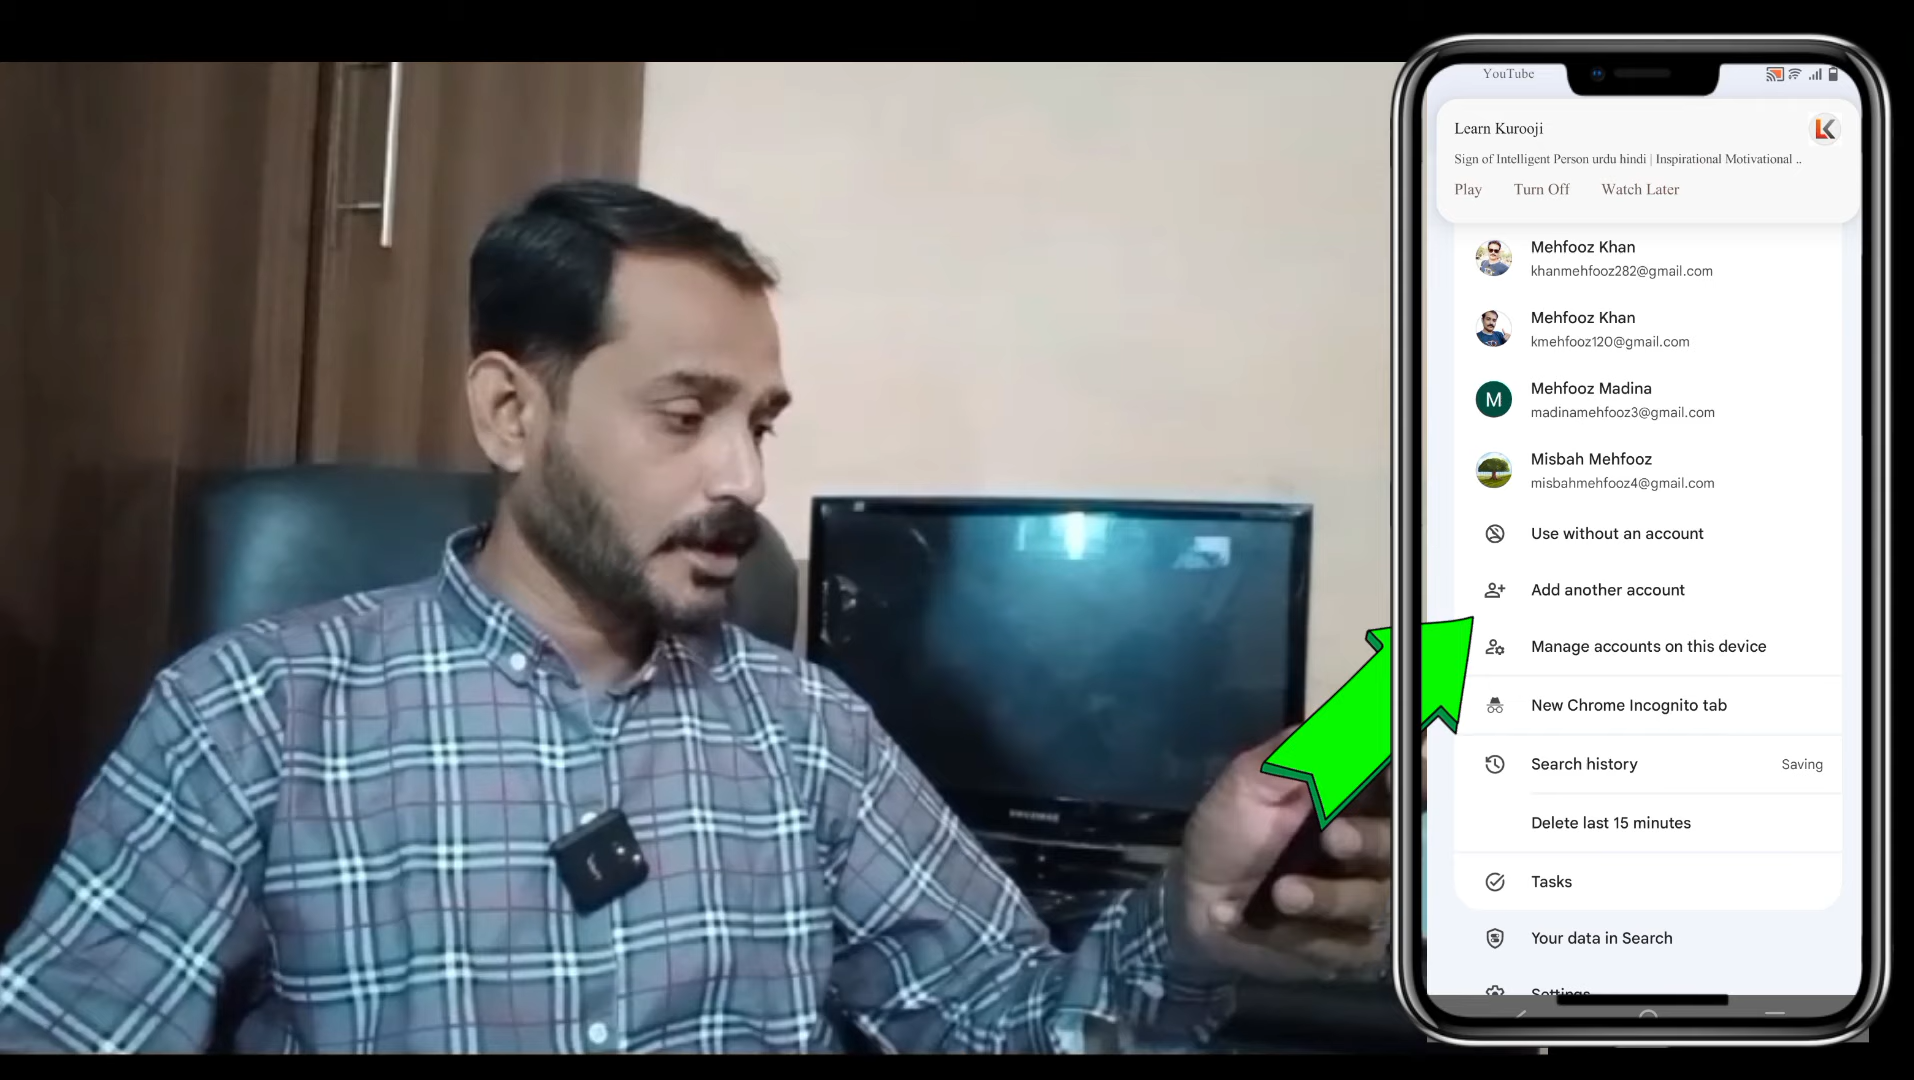 YouTube
Learn Kurooji
LK
Sign of Intelligent Person urdu hindi | Inspirational Motivational ..
Play Turn Off Watch Later
Mehfooz Khan
khanmehfooz282@gmail.com
Mehfooz Khan
kmehfooz120@gmail.com
M
Mehfooz Madina
madinamehfooz3@gmail.com
Misbah Mehfooz
misbahmehfooz4@gmail.com
Use without an account
Add another account
Manage accounts on this device
New Chrome Incognito tab
Search history Saving
Delete last 15 minutes
Tasks
Your data in Search
Settings